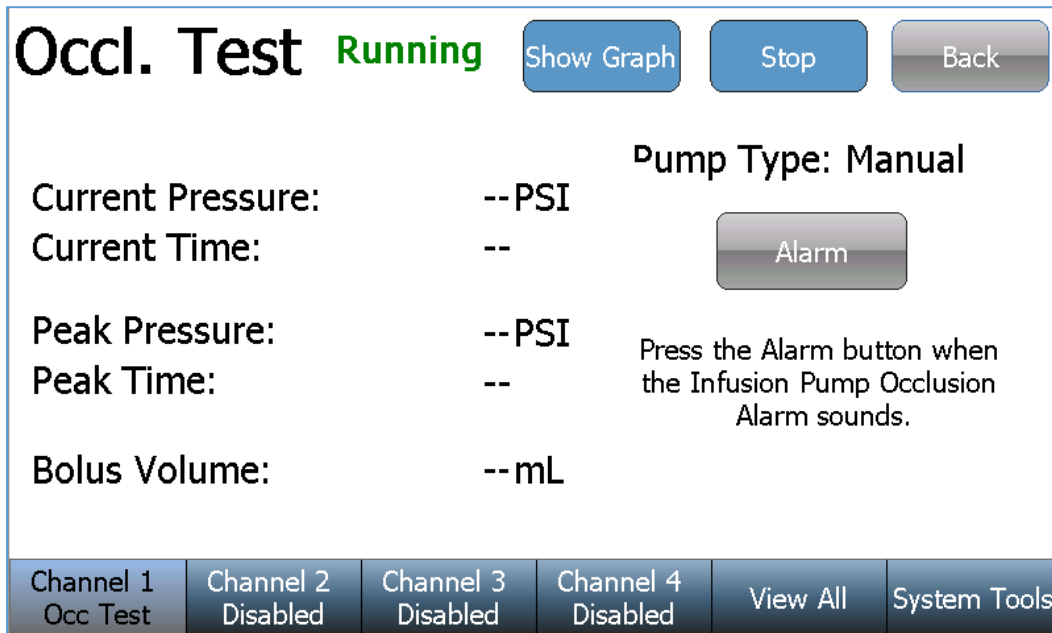 Occl. Test Running Show Graph Stop Back
Pump Type: Manual
Current Pressure: --PSI
Current Time: --
Alarm
Peak Pressure: --PSI
Peak Time: --
Press the Alarm button when
the Infusion Pump Occlusion
Alarm sounds.
Bolus Volume: --mL
Channel 1
Occ Test
Channel 2
Disabled
Channel 3
Disabled
Channel 4
Disabled
View All
System Tools